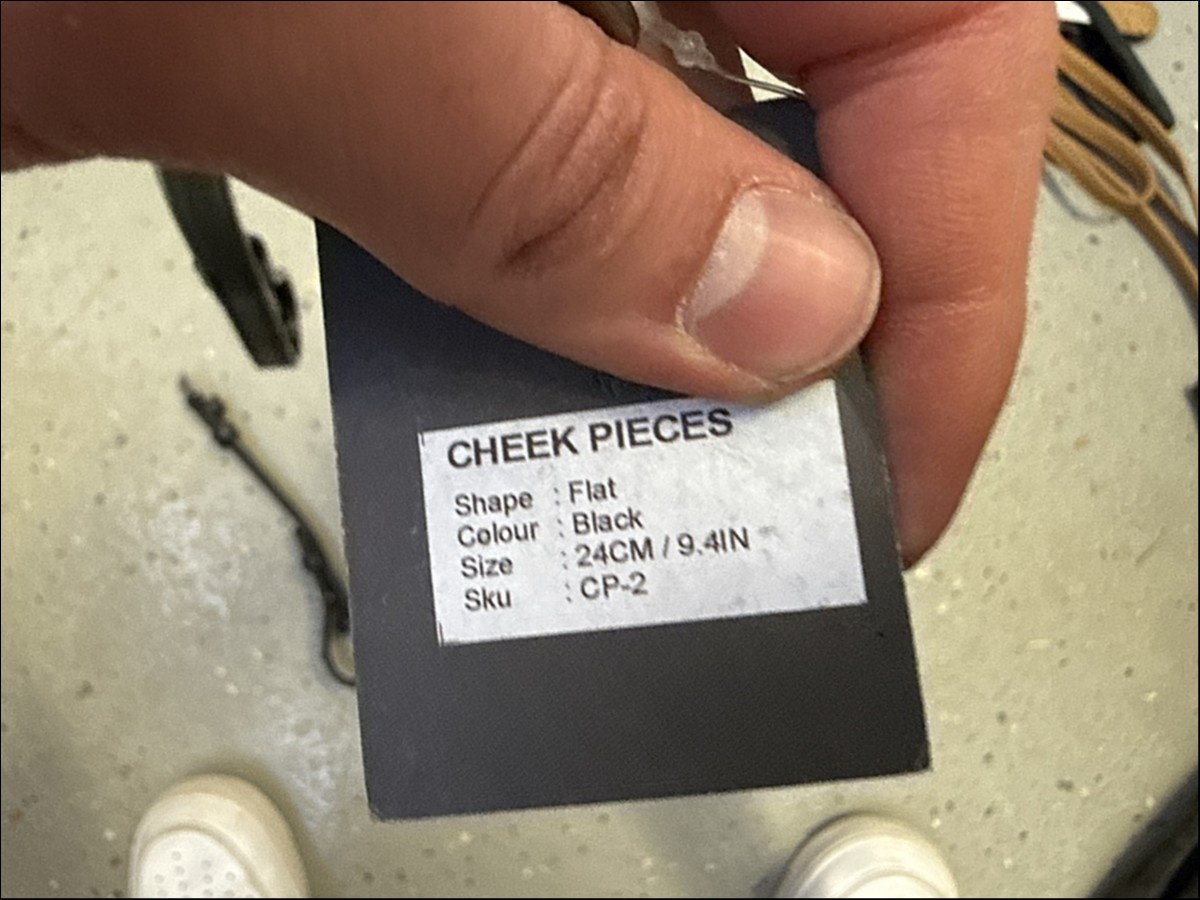 CHEEK PIECES
Shape : Flat
Colour : Black
Size : 24CM / 9.4IN
Sku : CP-2